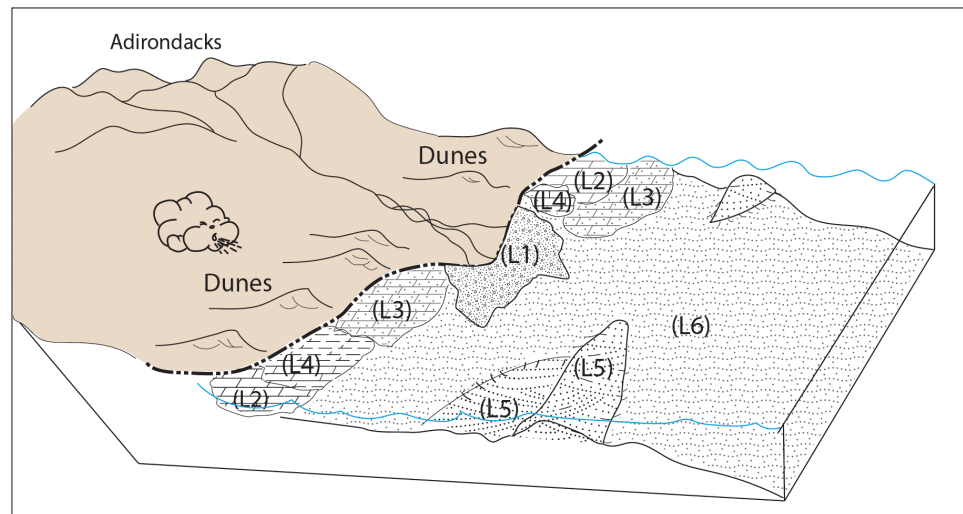 Adirondacks
Dunes
(L2)
(L4)
(L3)
(L1)
Dunes
(L3)
(L6)
(L4)
(L5)
(L2)
(L5)